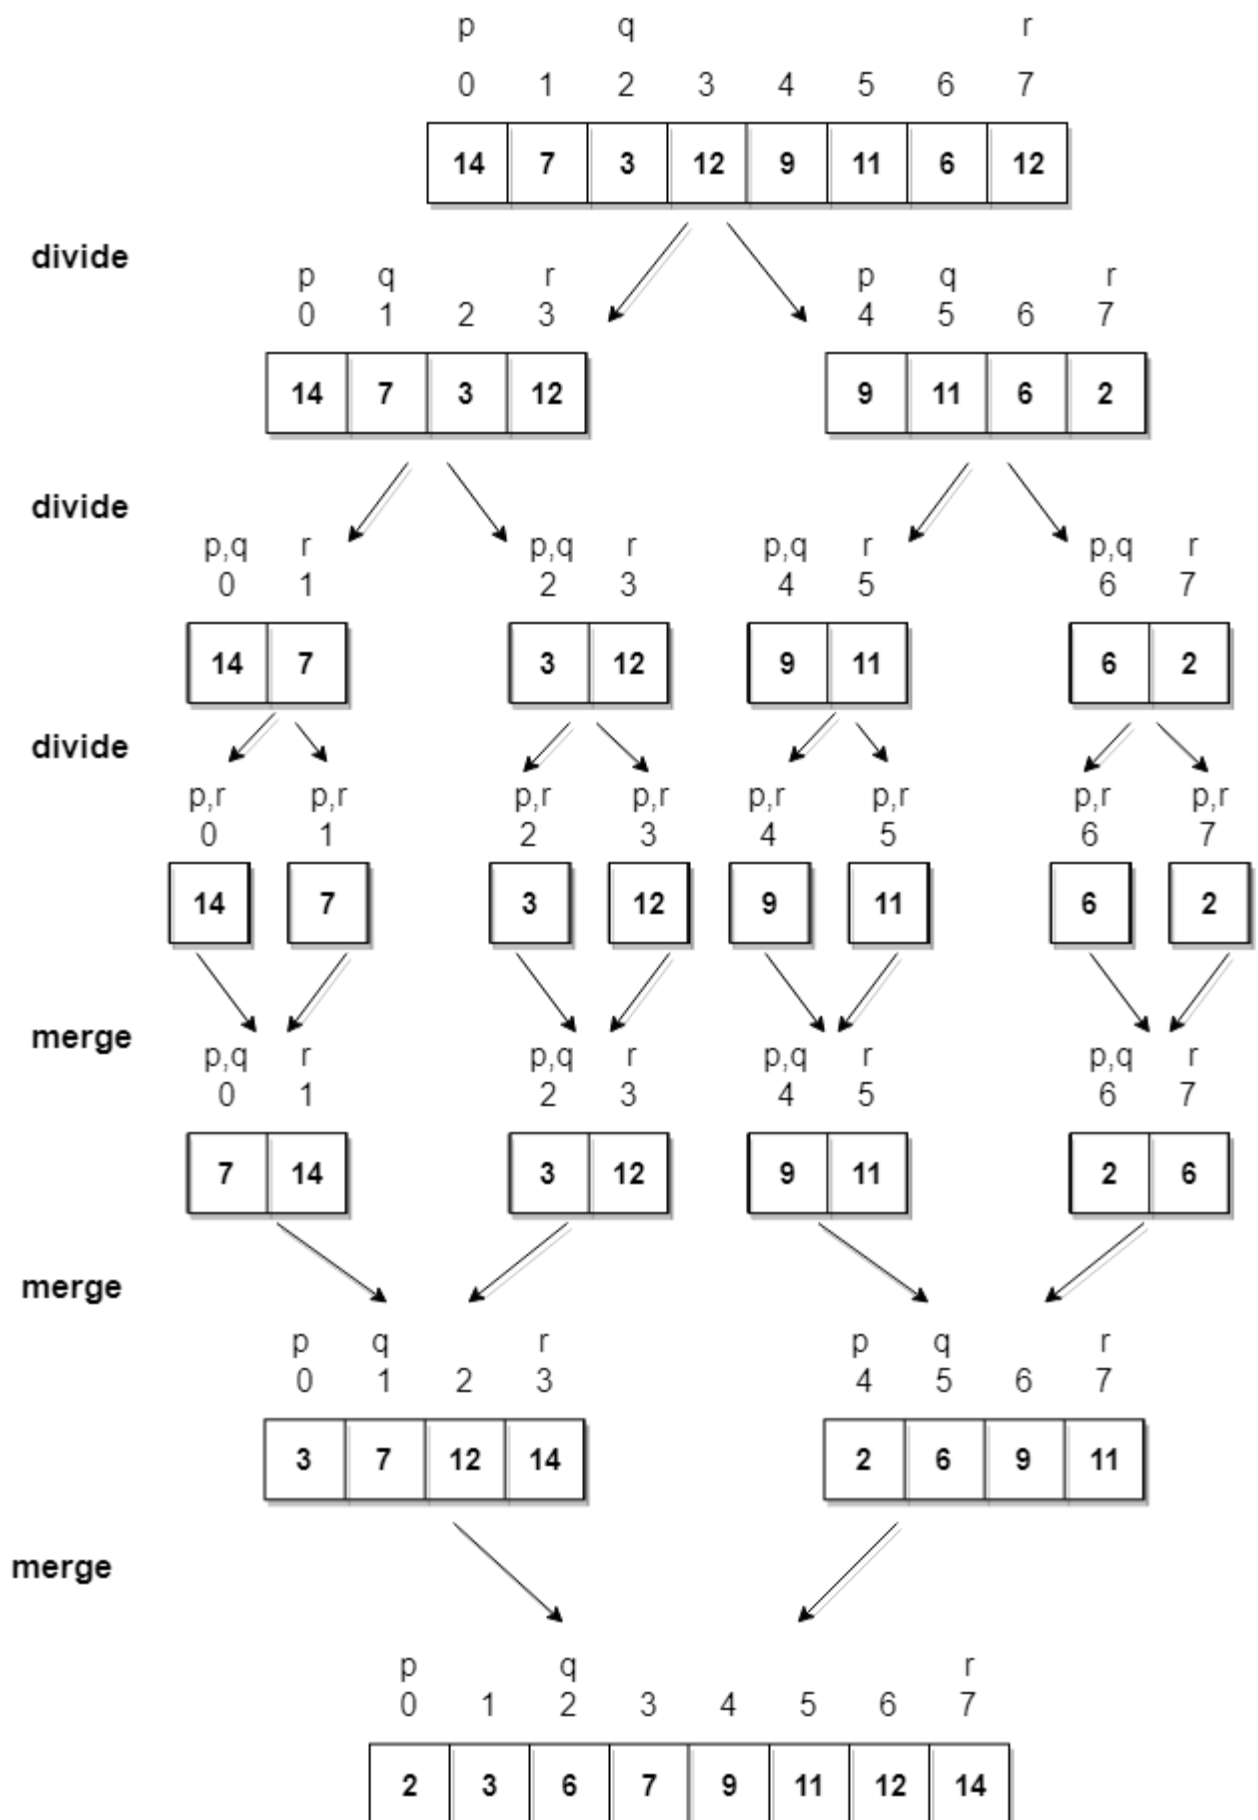 p q r
0 1 2 3 4 5 6 7
14 7 3 12 9 11 6 12
divide
p q r p q r
0 1 2 3 4 5 6 7
14 7 3 12 9 11 6 2
divide
p,q r p,q r p,q r p,q r
0 1 2 3 4 5 6 7
14 7 3 12 9 11 6 2
divide
p,r p,r p,r p,r p,r p,r p,r p,r
0 1 2 3 4 5 6 7
14 7 3 12 9 11 6 2
merge
p,q r p,q r p,q r p,q r
0 1 2 3 4 5 6 7
7 14 3 12 9 11 2 6
merge
p q r p q r
0 1 2 3 4 5 6 7
3 7 12 14 2 6 9 11
merge
p q r
0 1 2 3 4 5 6 7
2 3 6 7 9 11 12 14